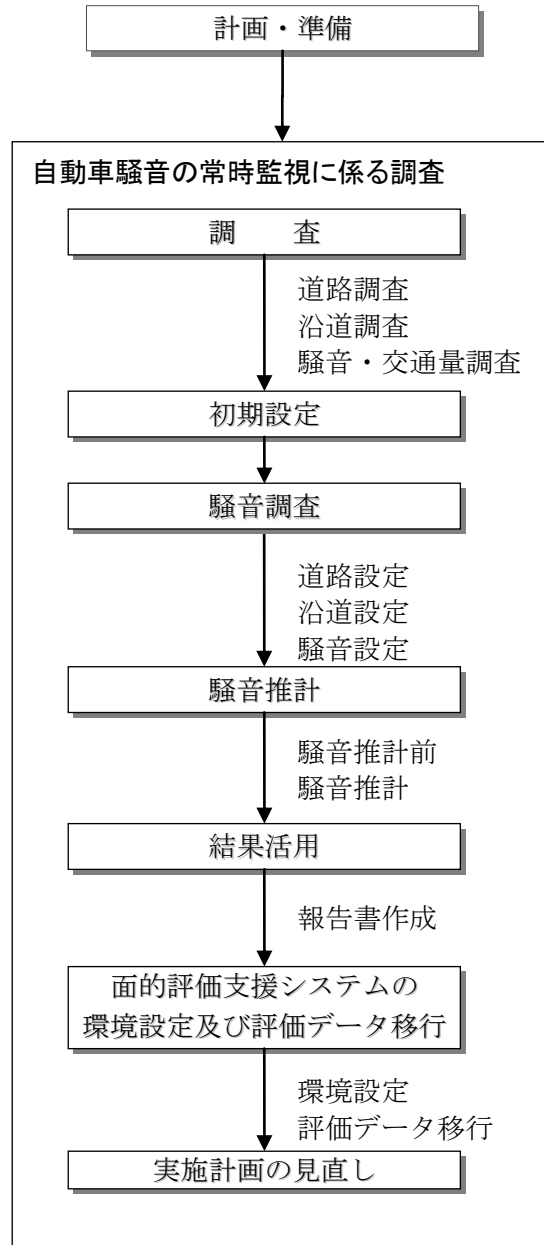 計画・準備
自動車騒音の常時監視に係る調査
調　　査
道路調査
沿道調査
騒音・交通量調査
初期設定
騒音調査
道路設定
沿道設定
騒音設定
騒音推計
騒音推計前
騒音推計
結果活用
報告書作成
面的評価支援システムの
環境設定及び評価データ移行
環境設定
評価データ移行
実施計画の見直し